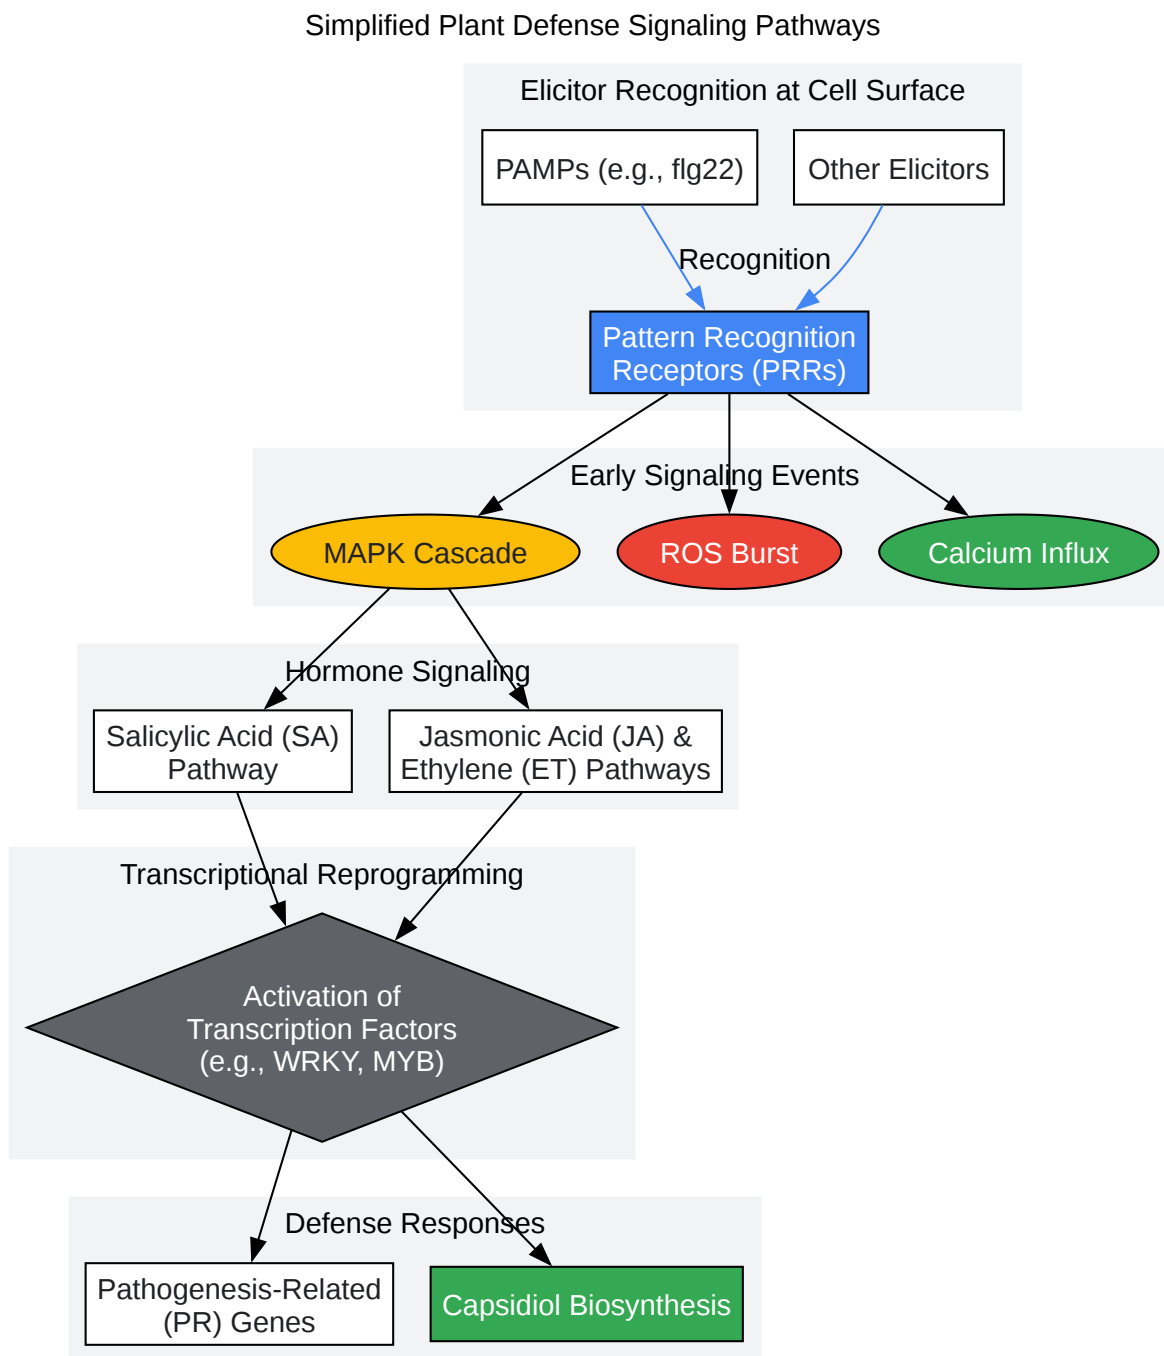 Simplified Plant Defense Signaling Pathways
Elicitor Recognition at Cell Surface
PAMPs (e.g., flg22)
Other Elicitors
Recognition
Pattern Recognition
Receptors (PRRs)
Early Signaling Events
MAPK Cascade
ROS Burst
Calcium Influx
Hormone Signaling
Salicylic Acid (SA)
Pathway
Jasmonic Acid (JA) &
Ethylene (ET) Pathways
Transcriptional Reprogramming
Activation of
Transcription Factors
(e.g., WRKY, MYB)
Defense Responses
Pathogenesis-Related
(PR) Genes
Capsidiol Biosynthesis